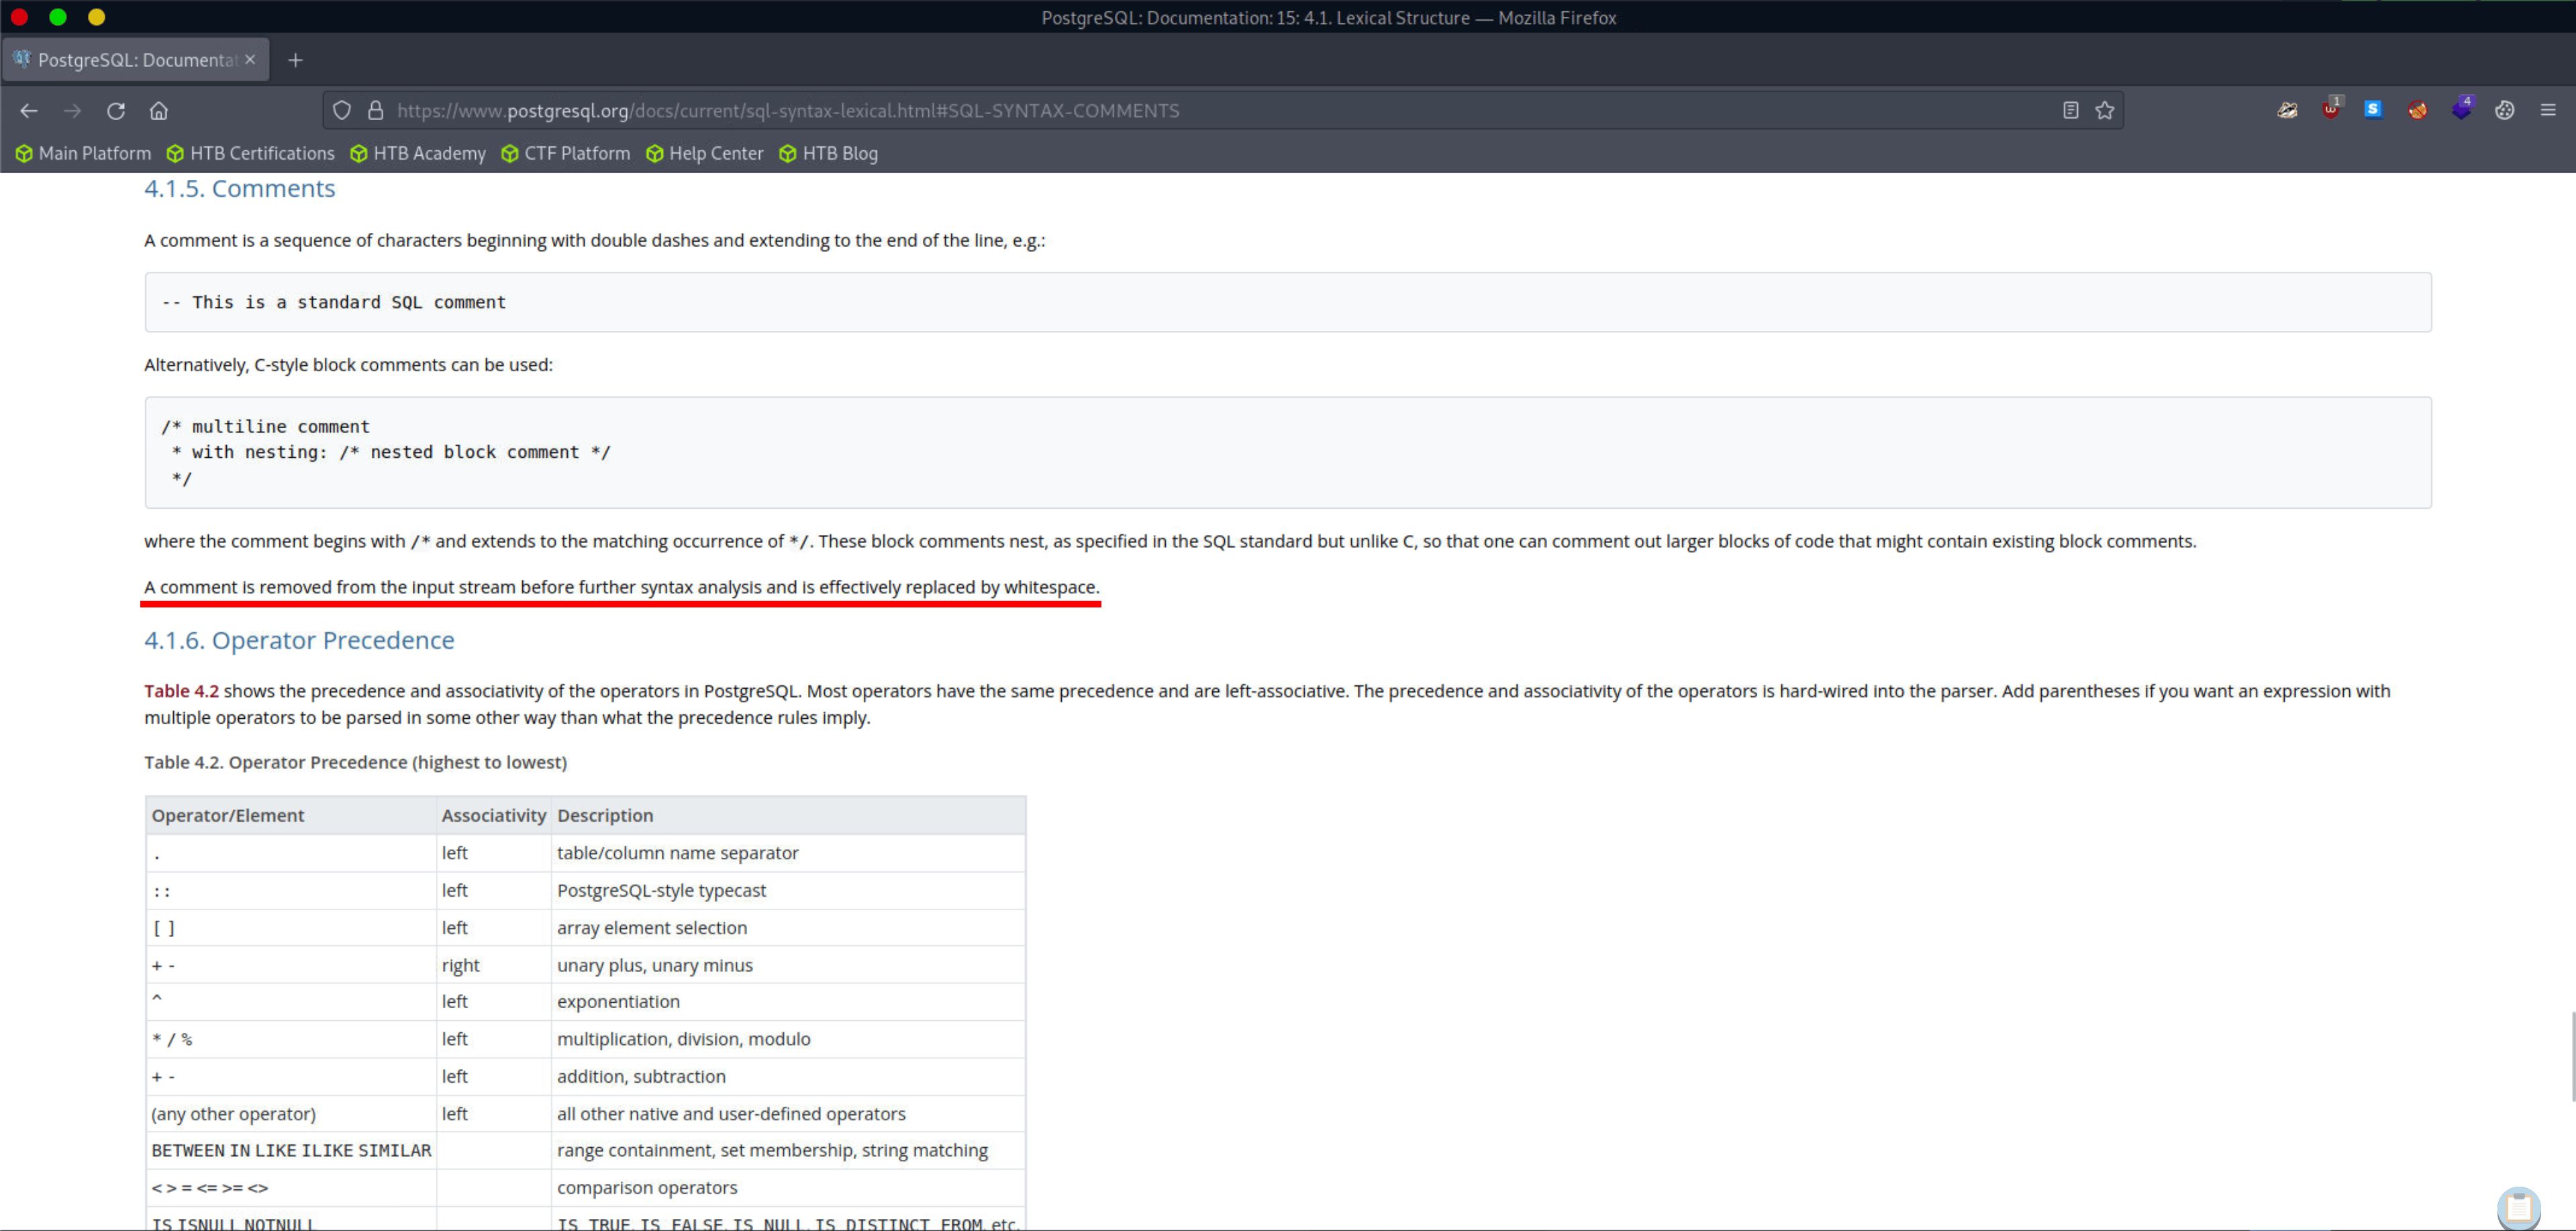 PostgreSQL: Documentation: 15: 4.1. Lexical Structure — Mozilla Firefox
PostgreSQL: Documentat
https://www.postgresql.org/docs/current/sql-syntax-lexical.html#SQL-SYNTAX-COMMENTS
1
S
4
Main Platform HTB Certifications HTB Academy CTF Platform Help Center HTB Blog
4.1.5. Comments
A comment is a sequence of characters beginning with double dashes and extending to the end of the line, e.g.:
-- This is a standard SQL comment
Alternatively, C-style block comments can be used:
/* multiline comment
* with nesting: /* nested block comment */
*/
where the comment begins with /* and extends to the matching occurrence of */. These block comments nest, as specified in the SQL standard but unlike C, so that one can comment out larger blocks of code that might contain existing block comments.
A comment is removed from the input stream before further syntax analysis and is effectively replaced by whitespace.
4.1.6. Operator Precedence
Table 4.2 shows the precedence and associativity of the operators in PostgreSQL. Most operators have the same precedence and are left-associative. The precedence and associativity of the operators is hard-wired into the parser. Add parentheses if you want an expression with
multiple operators to be parsed in some other way than what the precedence rules imply.
Table 4.2. Operator Precedence (highest to lowest)
Operator/Element Associativity Description
. left table/column name separator
:: left PostgreSQL-style typecast
[ ] left array element selection
+ - right unary plus, unary minus
^ left exponentiation
* / % left multiplication, division, modulo
+ - left addition, subtraction
(any other operator) left all other native and user-defined operators
BETWEEN IN LIKE ILIKE SIMILAR range containment, set membership, string matching
< > = <= >= <> comparison operators
IS ISNULL NOTNULL IS TRUE, IS FALSE, IS NULL, IS DISTINCT FROM, etc.